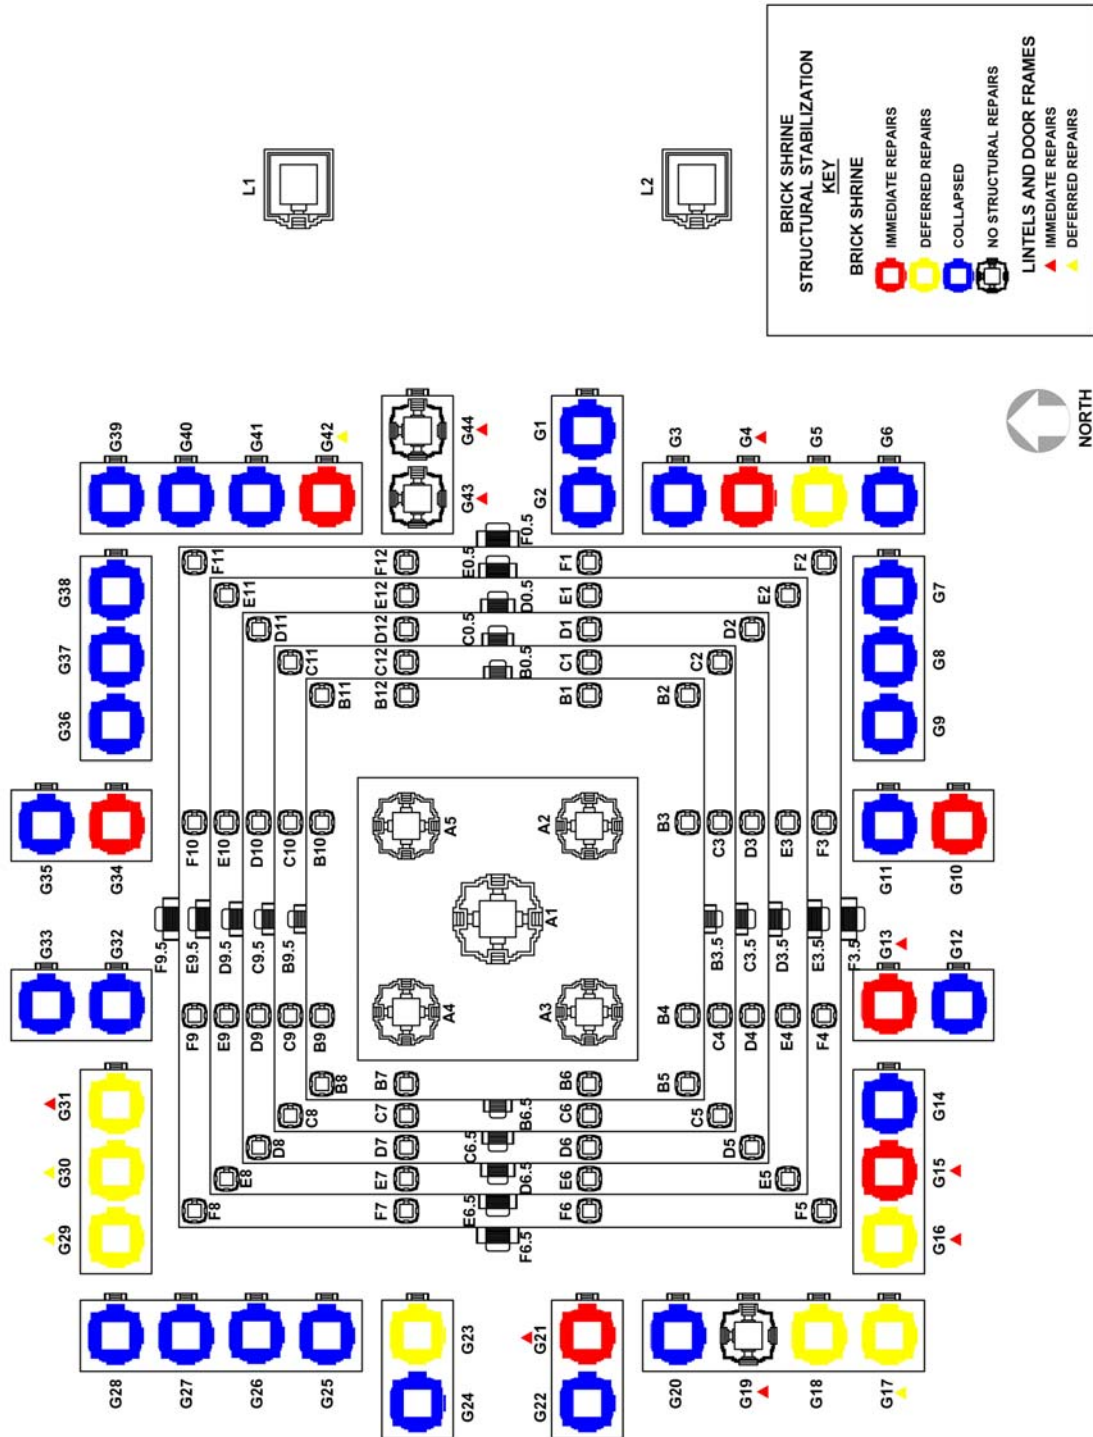 L1
L2
BRICK SHRINE
STRUCTURAL STABILIZATION
KEY
BRICK SHRINE
IMMEDIATE REPAIRS
DEFERRED REPAIRS
COLLAPSED
NO STRUCTURAL REPAIRS
LINTELS AND DOOR FRAMES
IMMEDIATE REPAIRS
DEFERRED REPAIRS
NORTH
G39
G40
G41
G42
G44
G43
G1
G2
G3
G4
G5
G6
G38
G37
G36
G7
G8
G9
G35
G34
G33
G32
G11
G10
G13
G12
G31
G30
G29
G14
G15
G16
G28
G27
G26
G25
G23
G24
G21
G22
G20
G19
G18
G17
F11
E11
D11
C11
B11
F12
E12
D12
C12
B12
F0.5
E0.5
D0.5
C0.5
B0.5
F1
E1
D1
C1
B1
F2
E2
D2
C2
B2
F10
E10
D10
C10
B10
A5
A2
A1
A4
A3
B3
C3
D3
E3
F3
F9.5
E9.5
D9.5
C9.5
B9.5
B3.5
C3.5
D3.5
E3.5
F3.5
F9
E9
D9
C9
B9
B4
C4
D4
E4
F4
B8
C8
D8
E8
F8
B7
C7
D7
E7
F7
B6.5
C6.5
D6.5
E6.5
F6.5
B6
C6
D6
E6
F6
B5
C5
D5
E5
F5